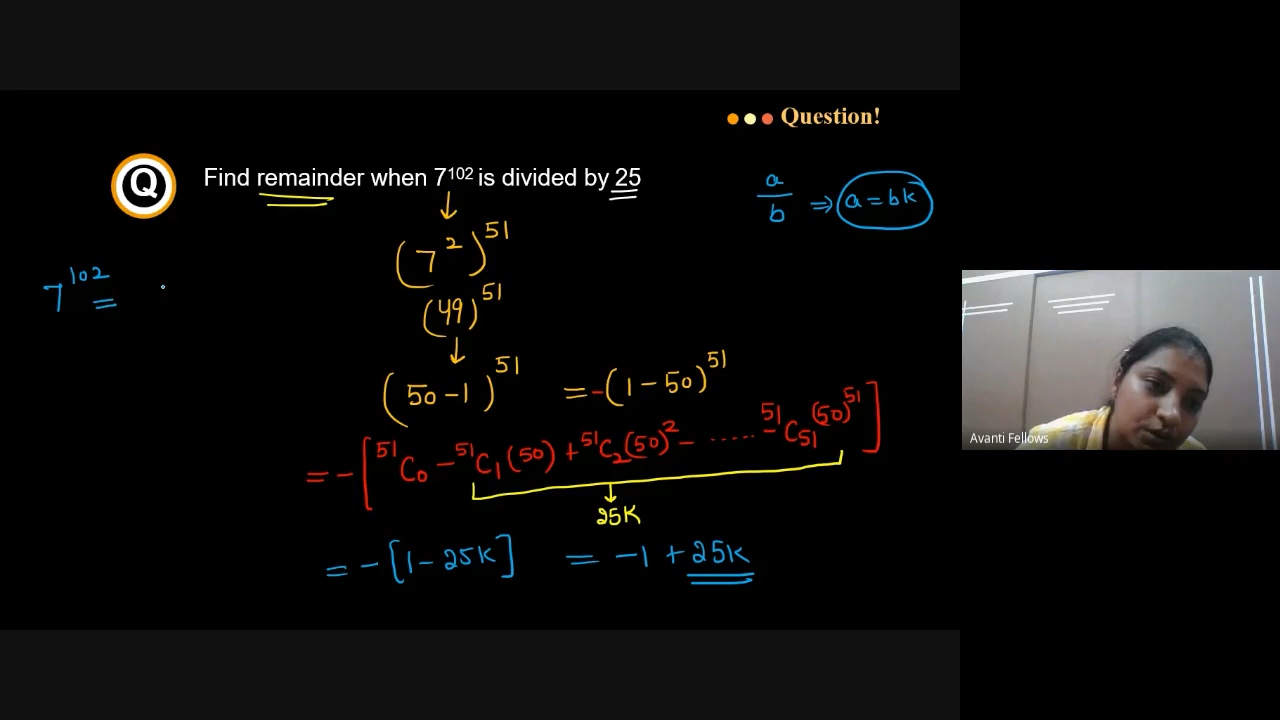 Question!
Q
Find remainder when 7¹⁰² is divided by 25
a/b ⇒ a = bk
(7²)⁵¹
7¹⁰² =
(49)⁵¹
(50 - 1)⁵¹ = -(1 - 50)⁵¹
= -[⁵¹C₀ - ⁵¹C₁(50) + ⁵¹C₂(50)² - ...... - ⁵¹C₅₁(50)⁵¹]
25K
= -[1 - 25K] = -1 + 25K
Avanti Fellows